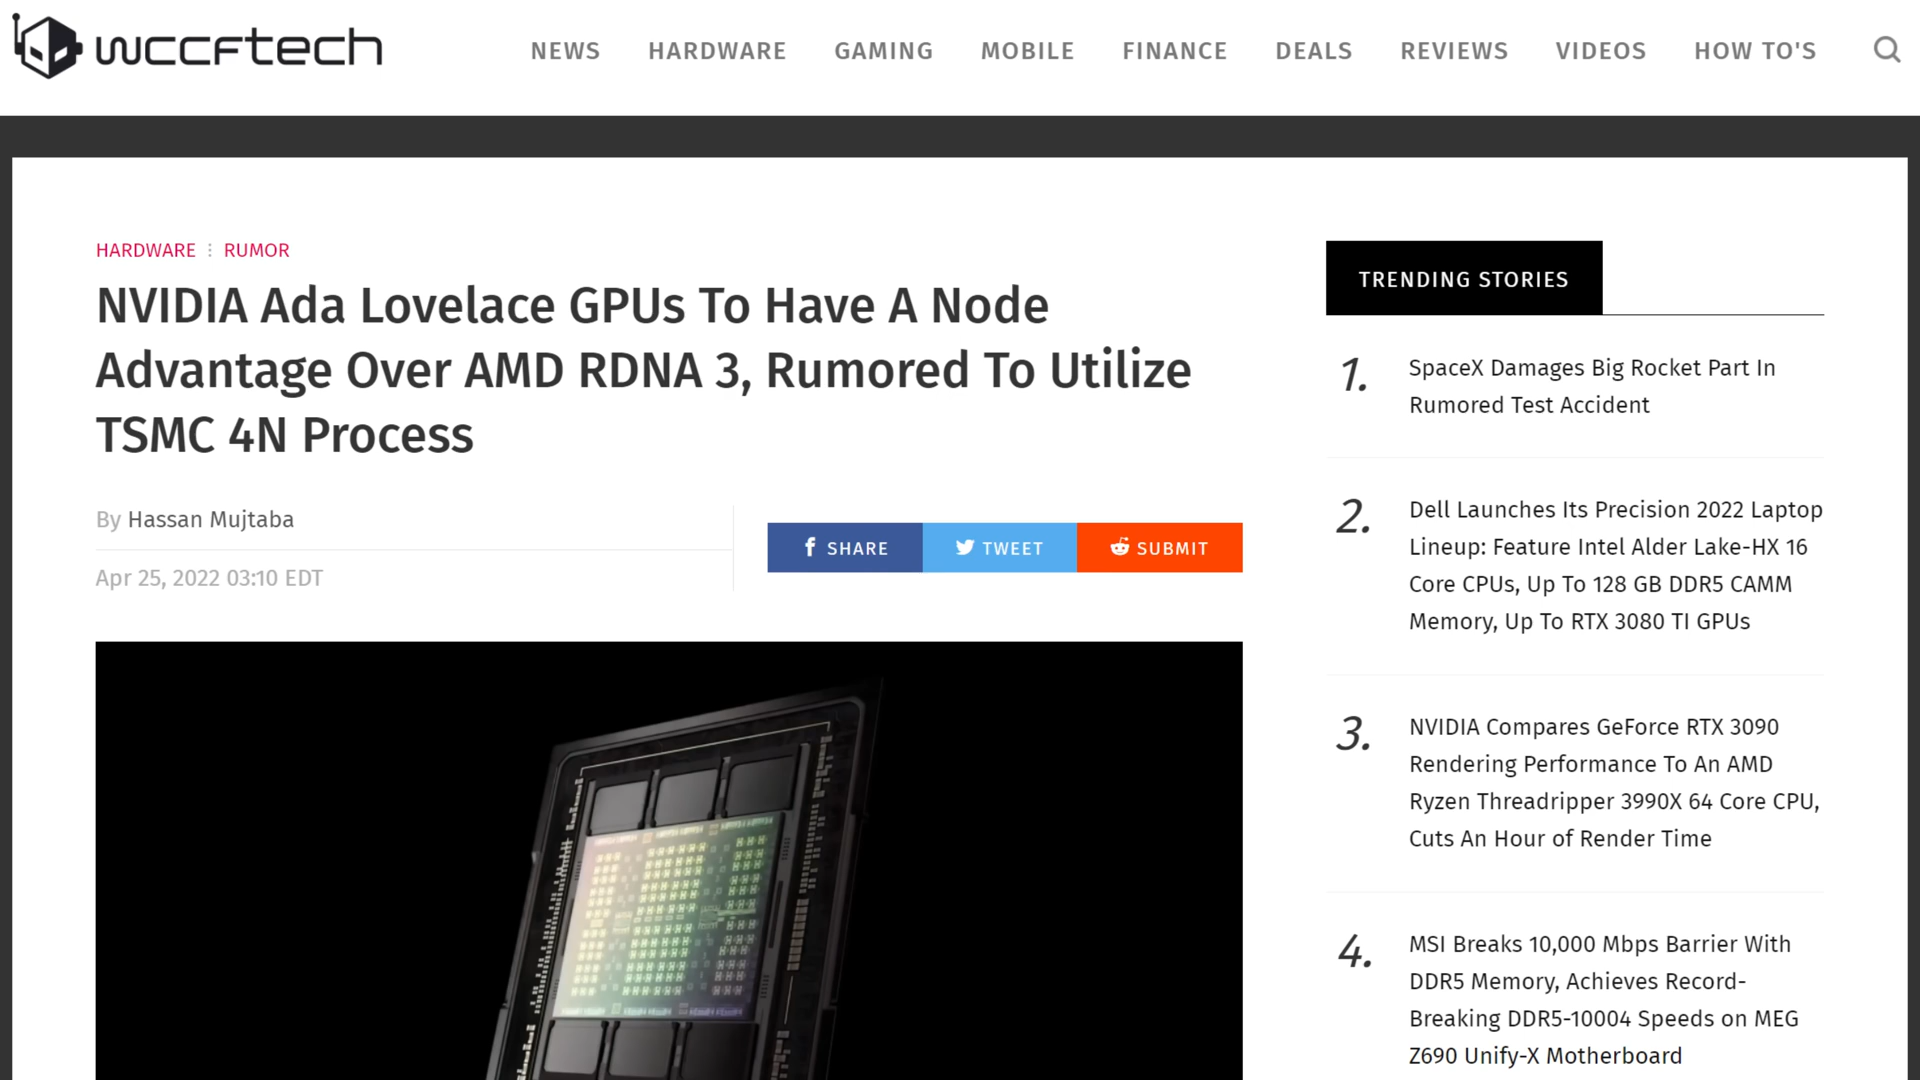 wccftech
NEWS
HARDWARE
GAMING
MOBILE
FINANCE
DEALS
REVIEWS
VIDEOS
HOW TO'S
HARDWARE ⋮ RUMOR
NVIDIA Ada Lovelace GPUs To Have A Node
Advantage Over AMD RDNA 3, Rumored To Utilize
TSMC 4N Process
By Hassan Mujtaba
Apr 25, 2022 03:10 EDT
SHARE
TWEET
SUBMIT
TRENDING STORIES
1.
SpaceX Damages Big Rocket Part In
Rumored Test Accident
2.
Dell Launches Its Precision 2022 Laptop
Lineup: Feature Intel Alder Lake-HX 16
Core CPUs, Up To 128 GB DDR5 CAMM
Memory, Up To RTX 3080 TI GPUs
3.
NVIDIA Compares GeForce RTX 3090
Rendering Performance To An AMD
Ryzen Threadripper 3990X 64 Core CPU,
Cuts An Hour of Render Time
4.
MSI Breaks 10,000 Mbps Barrier With
DDR5 Memory, Achieves Record-
Breaking DDR5-10004 Speeds on MEG
Z690 Unify-X Motherboard